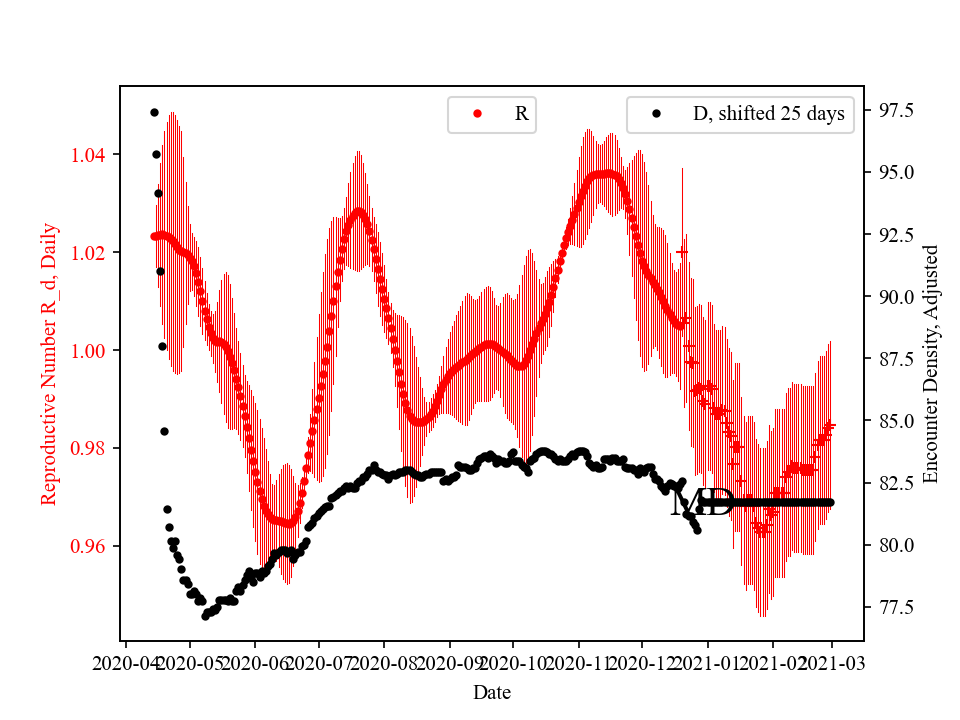 R
D, shifted 25 days
1.04
1.02
1.00
0.98
0.96
Reproductive Number R_d, Daily
97.5
95.0
92.5
90.0
87.5
85.0
82.5
80.0
77.5
Encounter Density, Adjusted
MD
2020-04 2020-05 2020-06 2020-07 2020-08 2020-09 2020-10 2020-11 2020-12 2021-01 2021-02 2021-03
Date